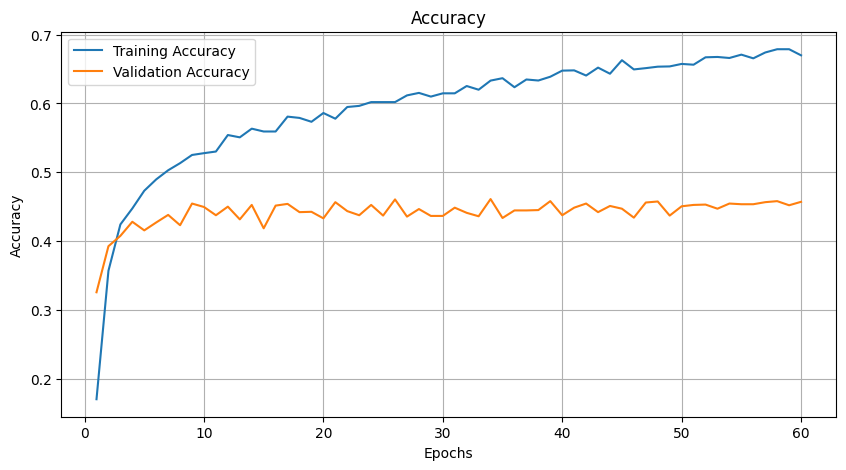 Accuracy
Training Accuracy
Validation Accuracy
0.7
0.6
0.5
0.4
0.3
0.2
Accuracy
0 10 20 30 40 50 60
Epochs